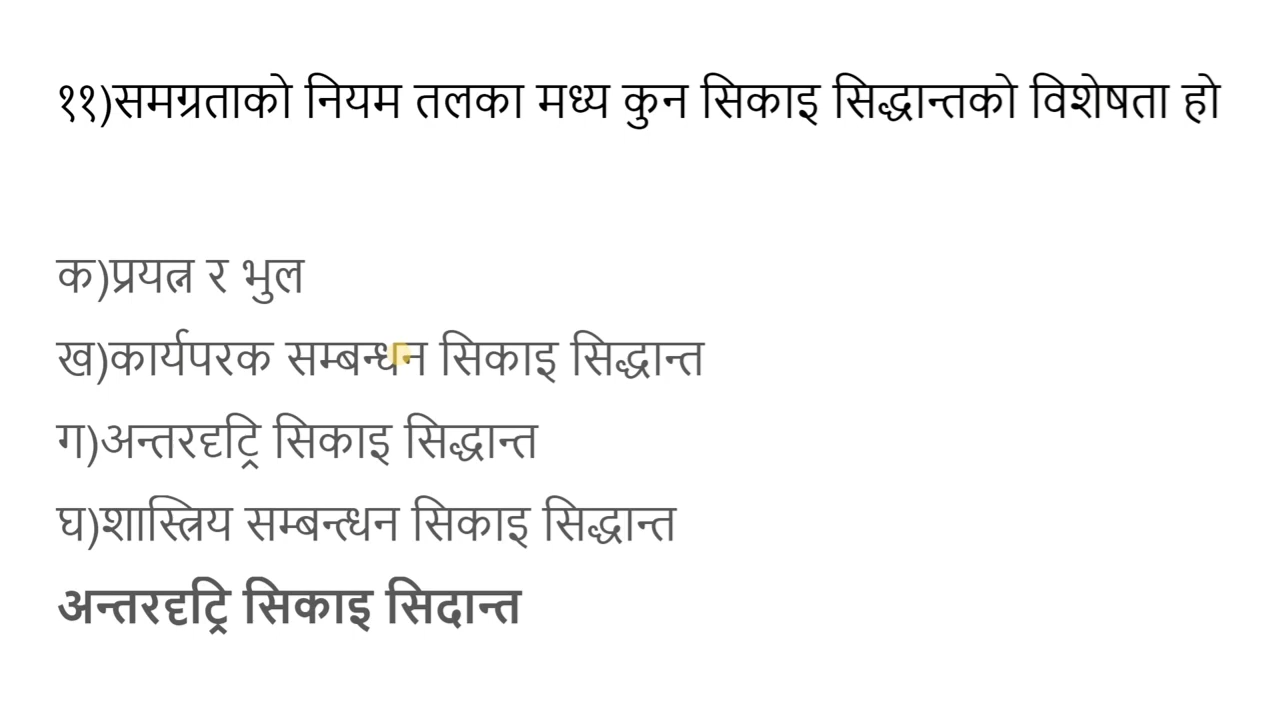 ११)समग्रताको नियम तलका मध्य कुन सिकाइ सिद्धान्तको विशेषता हो
क)प्रयत्न र भुल
ख)कार्यपरक सम्बन्धन सिकाइ सिद्धान्त
ग)अन्तरदृट्रि सिकाइ सिद्धान्त
घ)शास्त्रिय सम्बन्त्धन सिकाइ सिद्धान्त
अन्तरदृट्रि सिकाइ सिदान्त